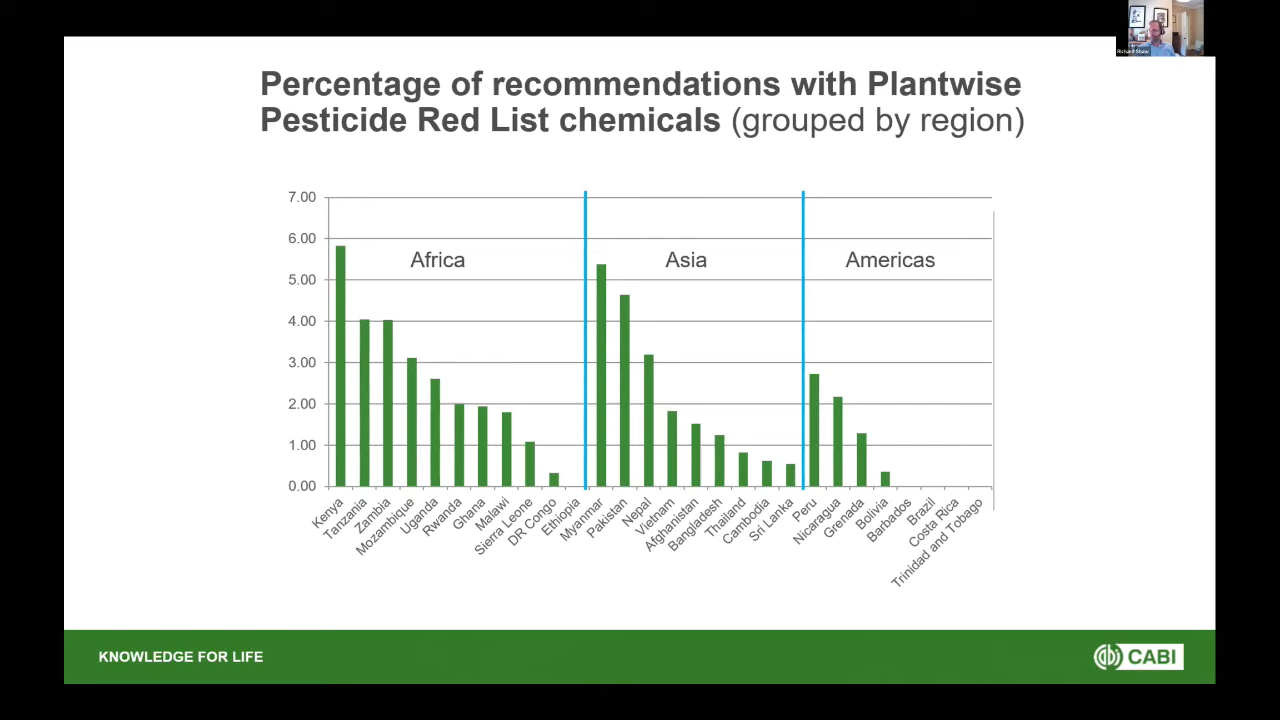 Richard Shaw
Percentage of recommendations with Plantwise
Pesticide Red List chemicals (grouped by region)
7.00
6.00
5.00
4.00
3.00
2.00
1.00
0.00
Africa
Asia
Americas
Kenya
Tanzania
Zambia
Mozambique
Uganda
Rwanda
Ghana
Malawi
Sierra Leone
DR Congo
Ethiopia
Myanmar
Pakistan
Nepal
Vietnam
Afghanistan
Bangladesh
Thailand
Cambodia
Sri Lanka
Peru
Nicaragua
Grenada
Bolivia
Barbados
Brazil
Costa Rica
Trinidad and Tobago
KNOWLEDGE FOR LIFE
CABI